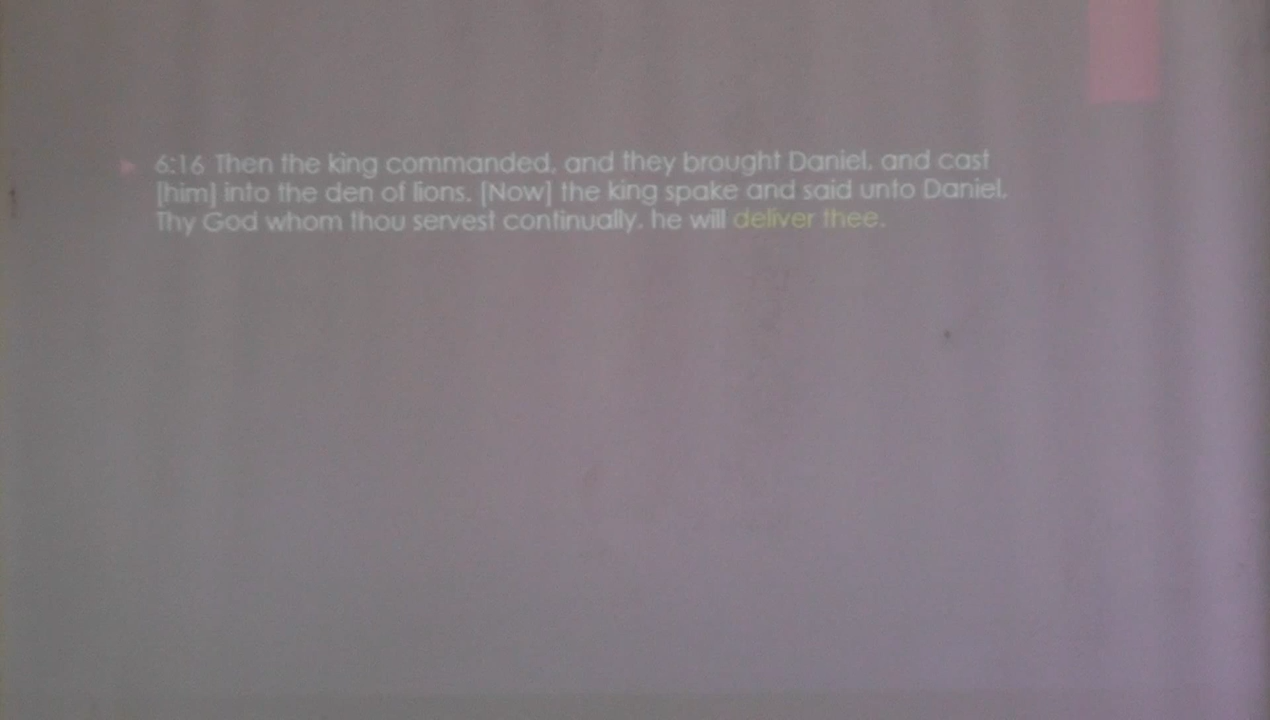 6:16 Then the king commanded, and they brought Daniel, and cast
[him] into the den of lions. [Now] the king spake and said unto Daniel,
Thy God whom thou servest continually, he will deliver thee.